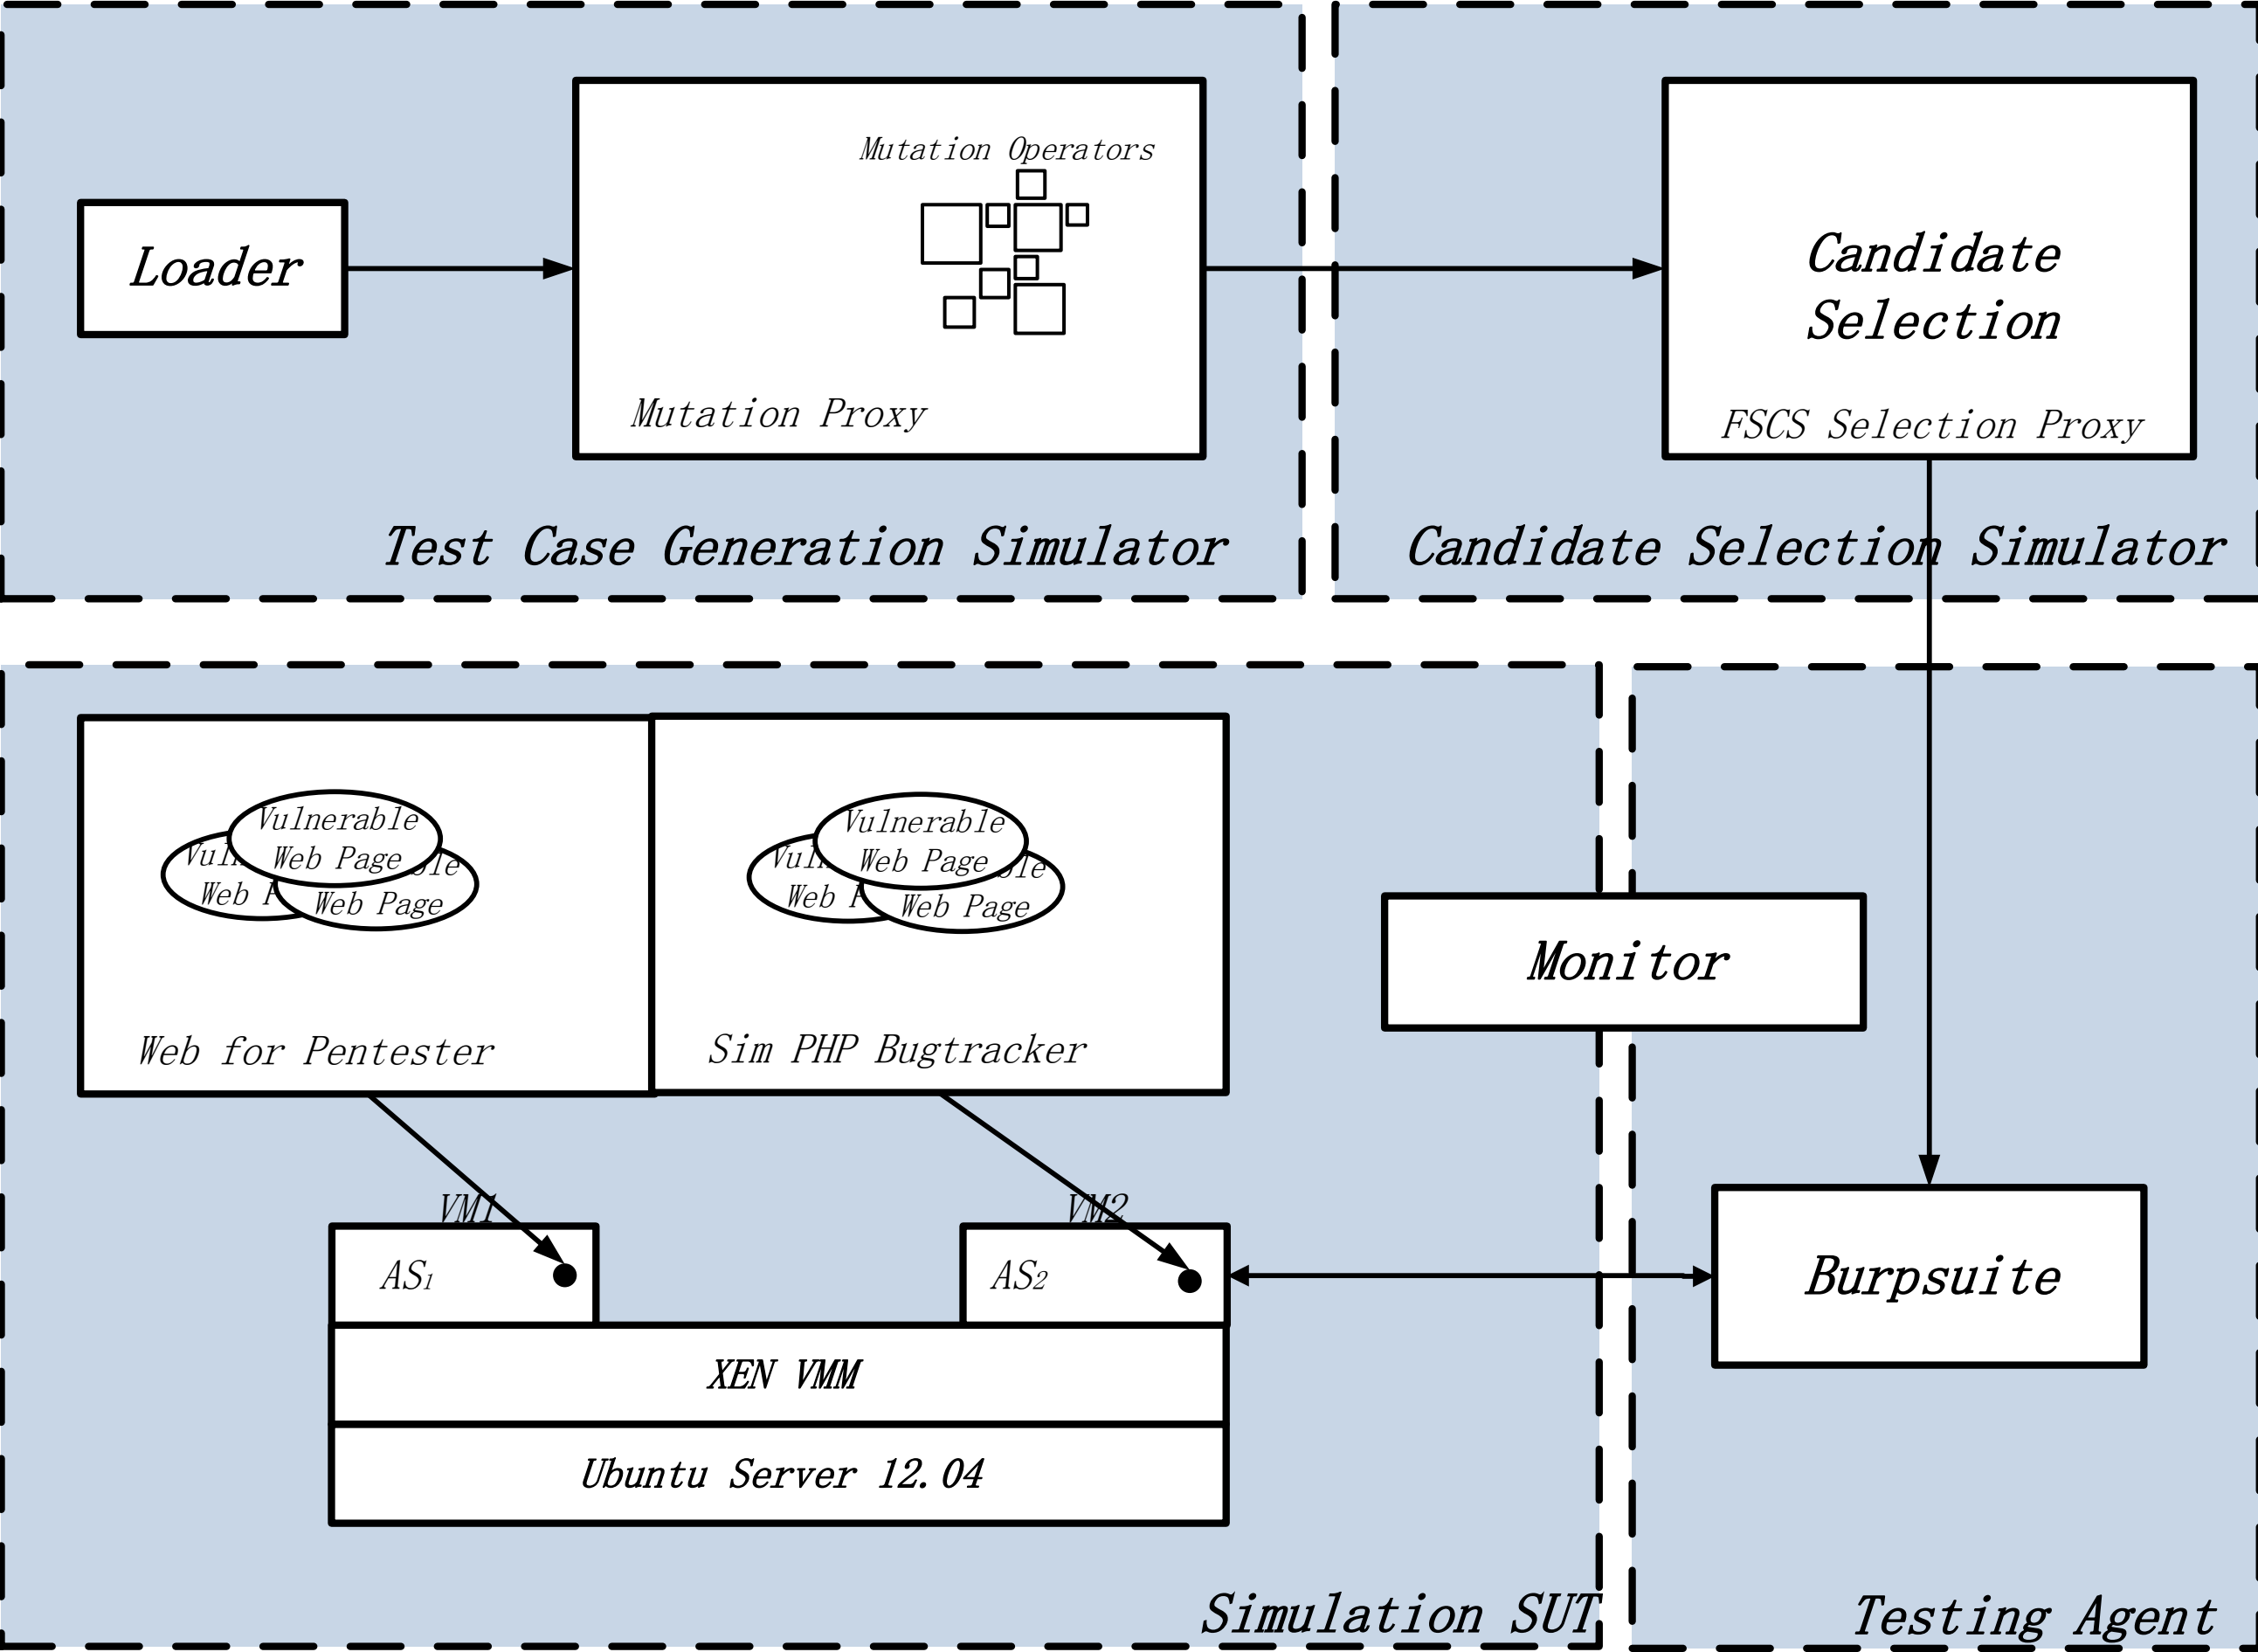 Mutation Operators
Loader
Candidate
Selection
Mutation Proxy
FSCS Selection Proxy
Test Case Generation Simulator
Candidate Selection Simulator
Vulnerable
Web Page
Web Page
Vulnerable
Web Page
Web Page
Monitor
Web for Pentester
Sim PHP Bugtracker
VM1
VM2
AS1
AS2
Burpsuite
XEN VMM
Ubuntu Server 12.04
Simulation SUT
Testing Agent